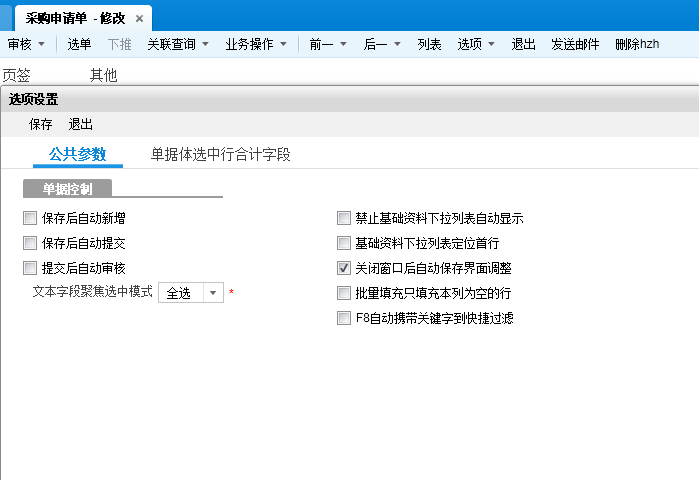 采购申请单 - 修改 ×
审核 选单 下推 关联查询 业务操作 前一 后一 列表 选项 退出 发送邮件 删除hzh
页签 其他
选项设置
保存 退出
公共参数 单据体选中行合计字段
单据控制
保存后自动新增 禁止基础资料下拉列表自动显示
保存后自动提交 基础资料下拉列表定位首行
提交后自动审核 关闭窗口后自动保存界面调整
文本字段聚焦选中模式 全选 * 批量填充只填充本列为空的行
F8自动携带关键字到快捷过滤